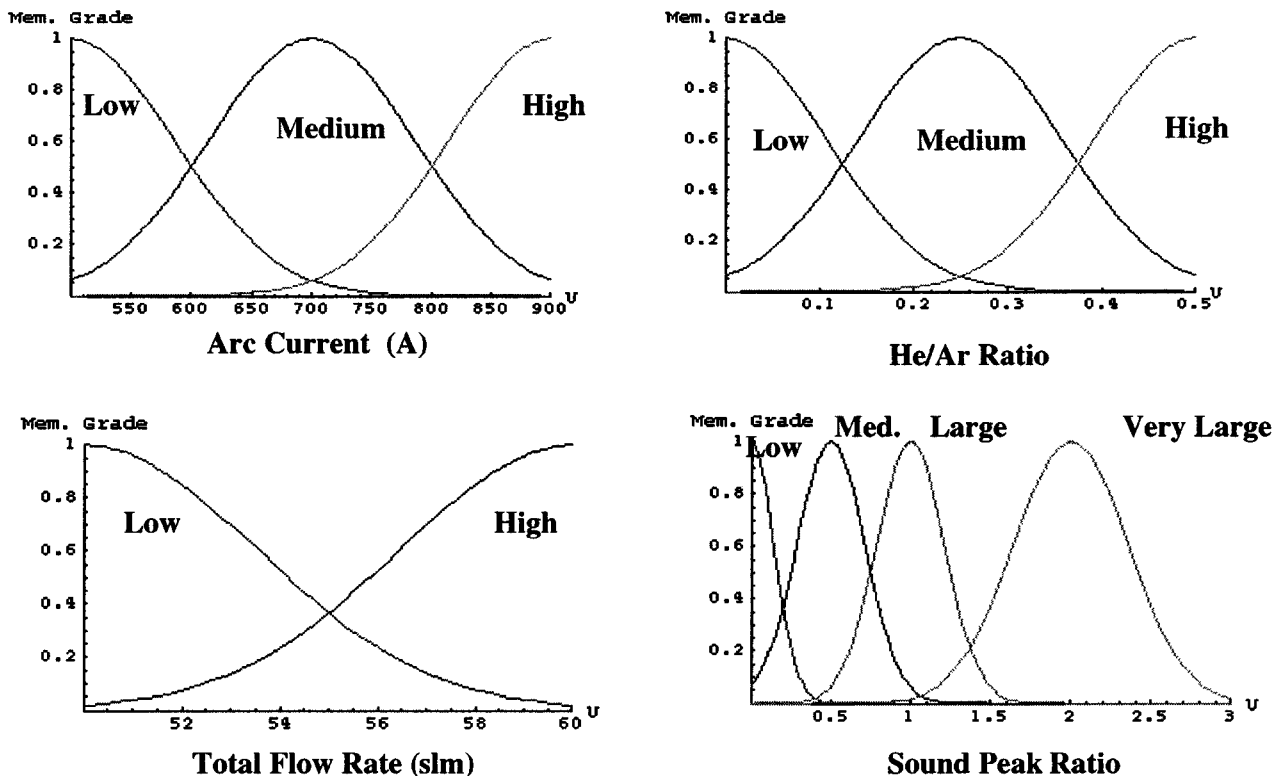 Mem. Grade
1
0.8
0.6
0.4
0.2
Low
Medium
High
550 600 650 700 750 800 850 900 U
Arc Current (A)
Mem. Grade
1
0.8
0.6
0.4
0.2
Low
Medium
High
0.1 0.2 0.3 0.4 0.5 U
He/Ar Ratio
Mem. Grade
1
0.8
0.6
0.4
0.2
Low
High
52 54 56 58 60 U
Total Flow Rate (slm)
Mem. Grade
1
0.8
0.6
0.4
0.2
Low
Med.
Large
Very Large
0.5 1 1.5 2 2.5 3 U
Sound Peak Ratio